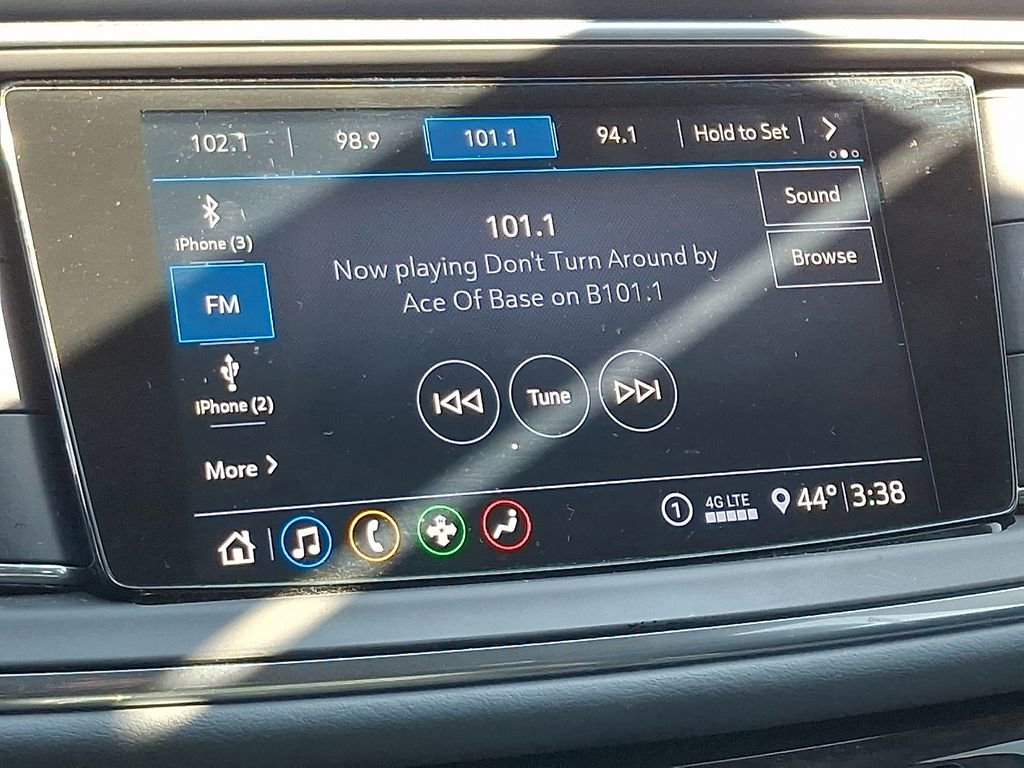 102.1
98.9
101.1
94.1
Hold to Set
iPhone (3)
FM
iPhone (2)
More
101.1
Now playing Don't Turn Around by
Ace Of Base on B101.1
Tune
Sound
Browse
1
4G LTE
44°
3:38